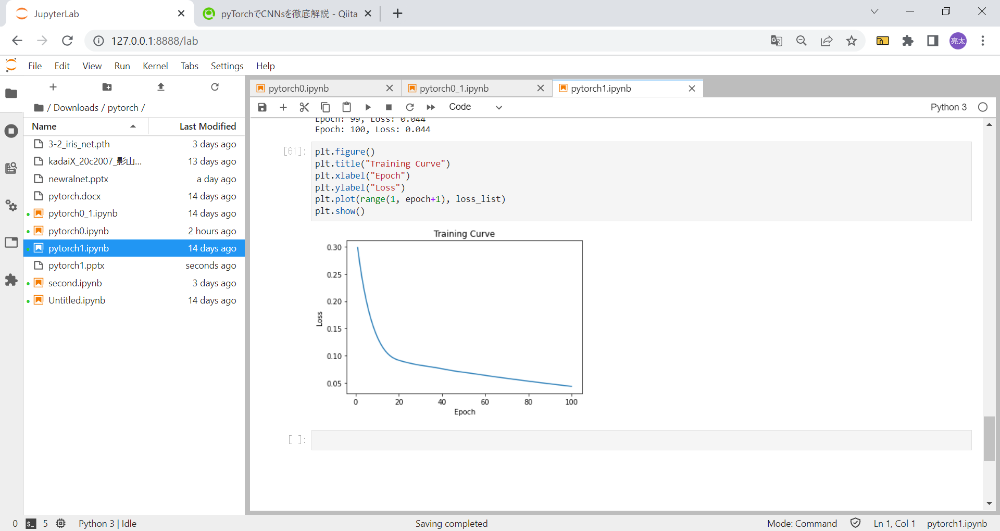 JupyterLab
pyTorchでCNNsを徹底解説 - Qiita
127.0.0.1:8888/lab
亮太
File Edit View Run Kernel Tabs Settings Help
/ Downloads / pytorch /
Name Last Modified
3-2_iris_net.pth 3 days ago
kadaiX_20c2007_影山... 13 days ago
newralnet.pptx a day ago
pytorch.docx 14 days ago
pytorch0_1.ipynb 14 days ago
pytorch0.ipynb 2 hours ago
pytorch1.ipynb 14 days ago
pytorch1.pptx seconds ago
second.ipynb 3 days ago
Untitled.ipynb 14 days ago
pytorch0.ipynb
pytorch0_1.ipynb
pytorch1.ipynb
Code
Python 3
Epoch: 99, Loss: 0.044
Epoch: 100, Loss: 0.044
[61]:
plt.figure()
plt.title("Training Curve")
plt.xlabel("Epoch")
plt.ylabel("Loss")
plt.plot(range(1, epoch+1), loss_list)
plt.show()
Training Curve
0.30
0.25
0.20
0.15
0.10
0.05
Loss
0 20 40 60 80 100
Epoch
[ ]:
0 $_ 5 Python 3 | Idle
Saving completed
Mode: Command Ln 1, Col 1 pytorch1.ipynb